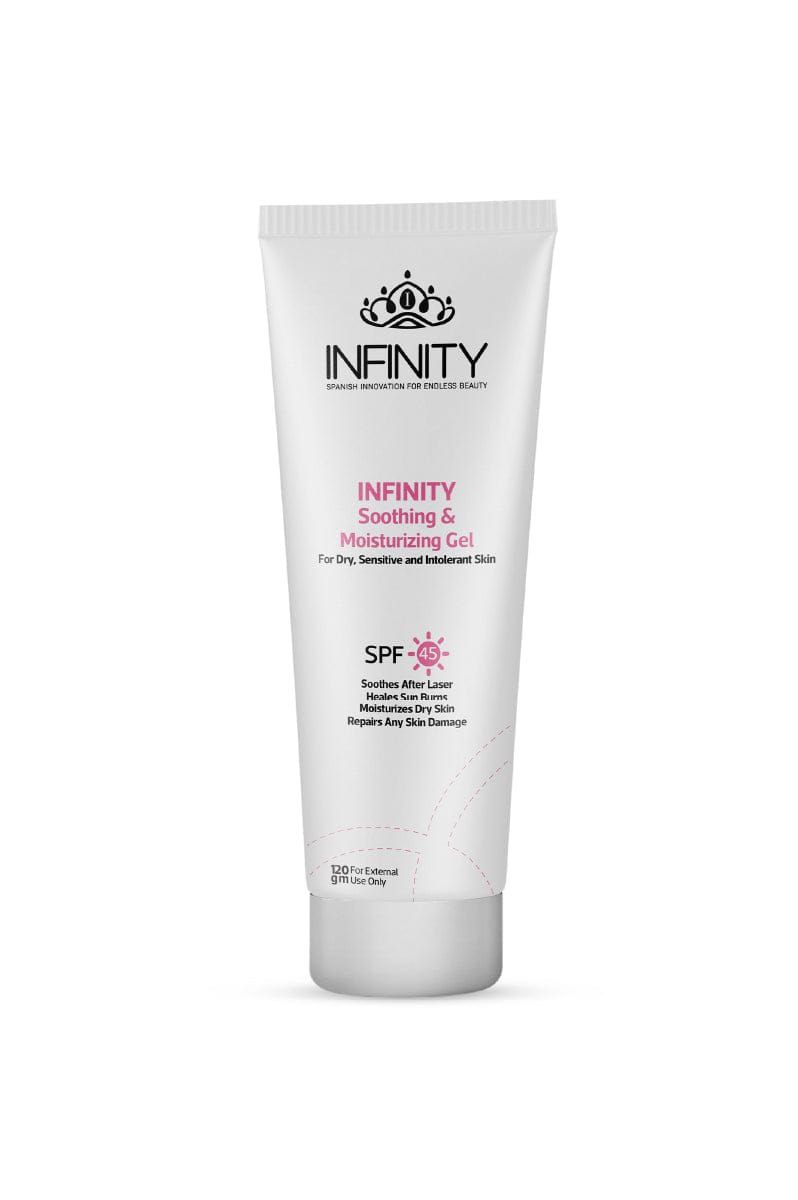 INFINITY
SPANISH INNOVATION FOR ENDLESS BEAUTY
INFINITY
Soothing &
Moisturizing Gel
For Dry, Sensitive and Intolerant Skin
SPF 45
Soothes After Laser
Heales Sun Burns
Moisturizes Dry Skin
Repairs Any Skin Damage
120 For External
gm Use Only